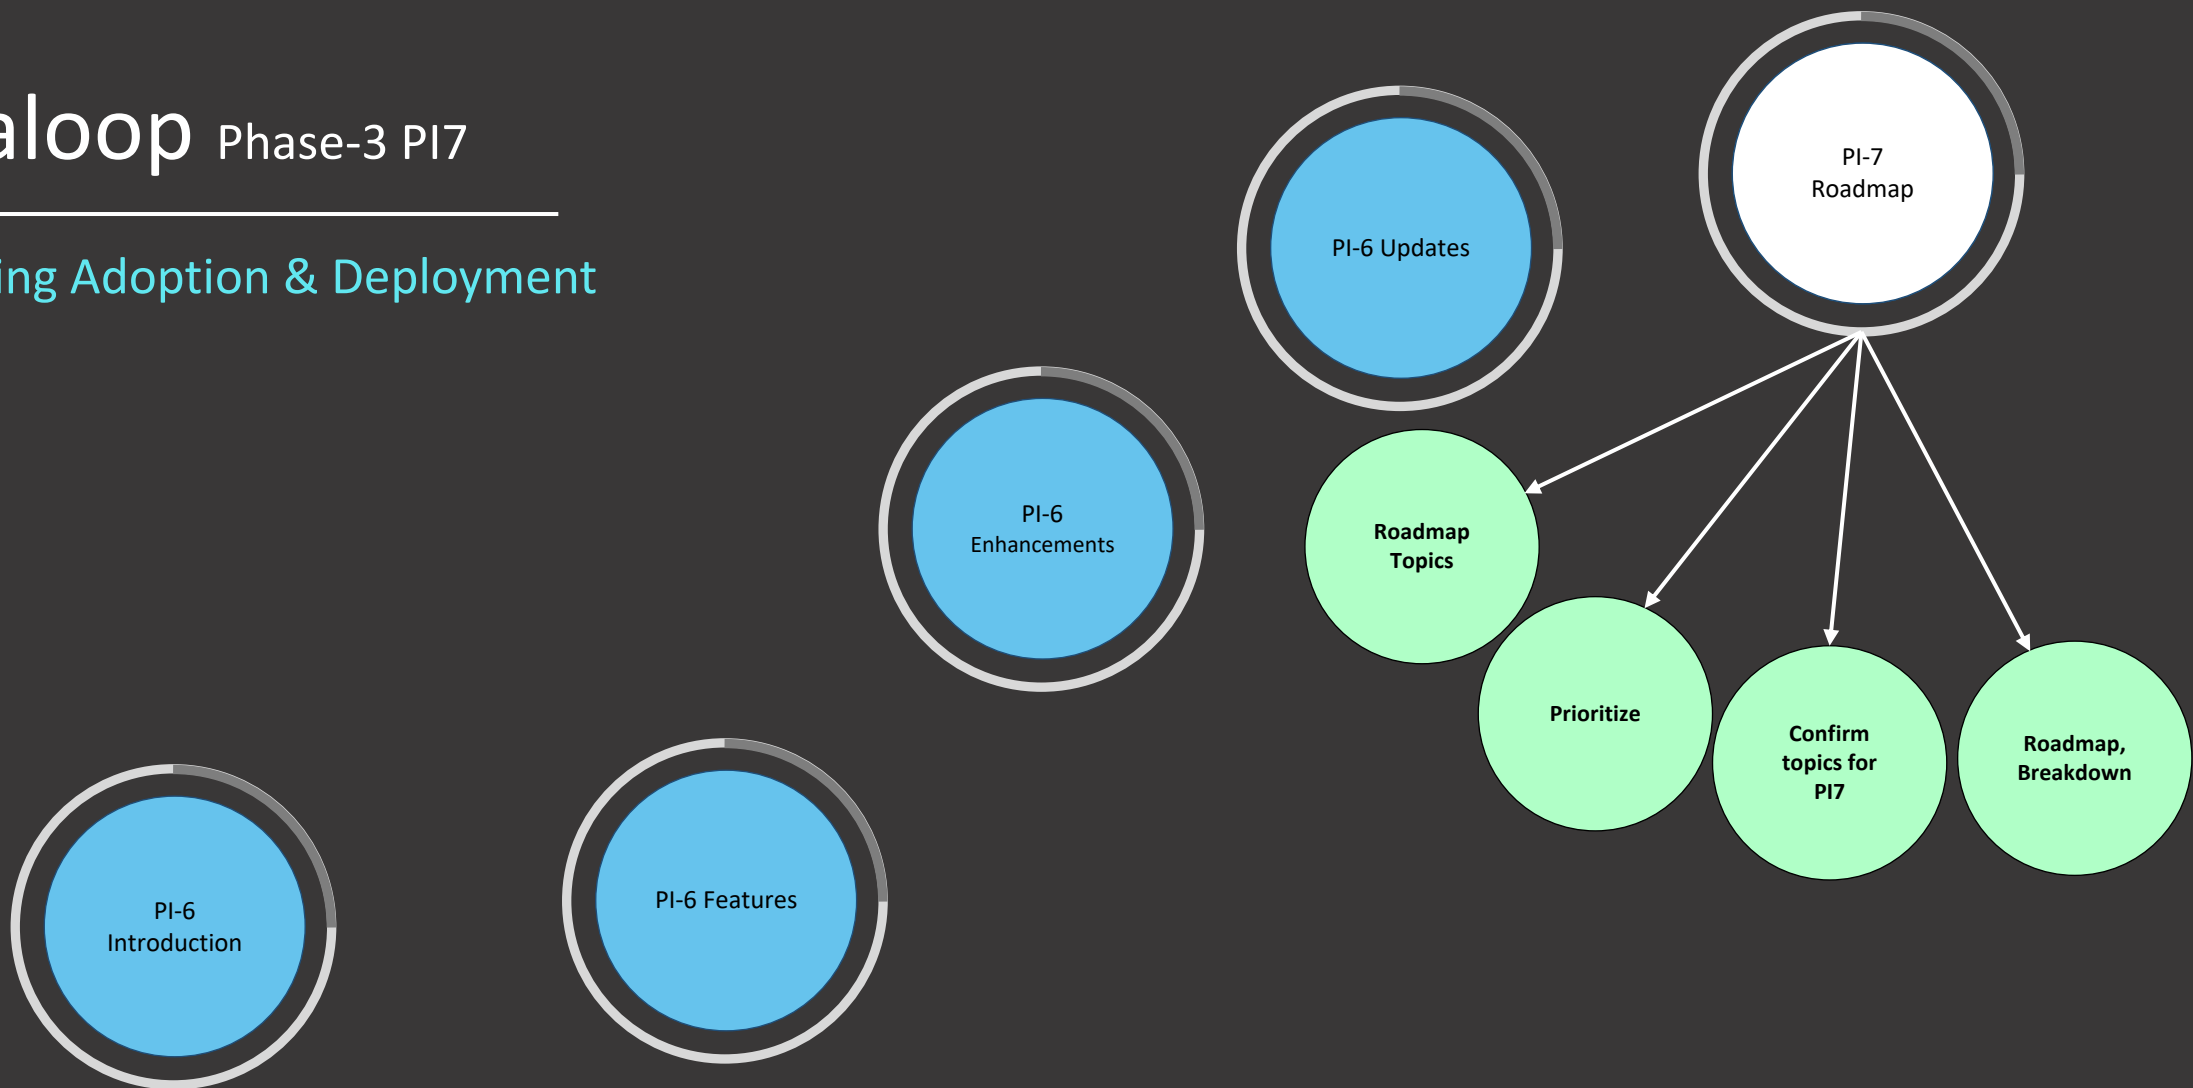 aloop Phase-3 PI7
ing Adoption & Deployment
PI-7
Roadmap
PI-6 Updates
PI-6
Enhancements
Roadmap
Topics
Prioritize
Confirm
topics for
PI7
Roadmap,
Breakdown
PI-6 Features
PI-6
Introduction